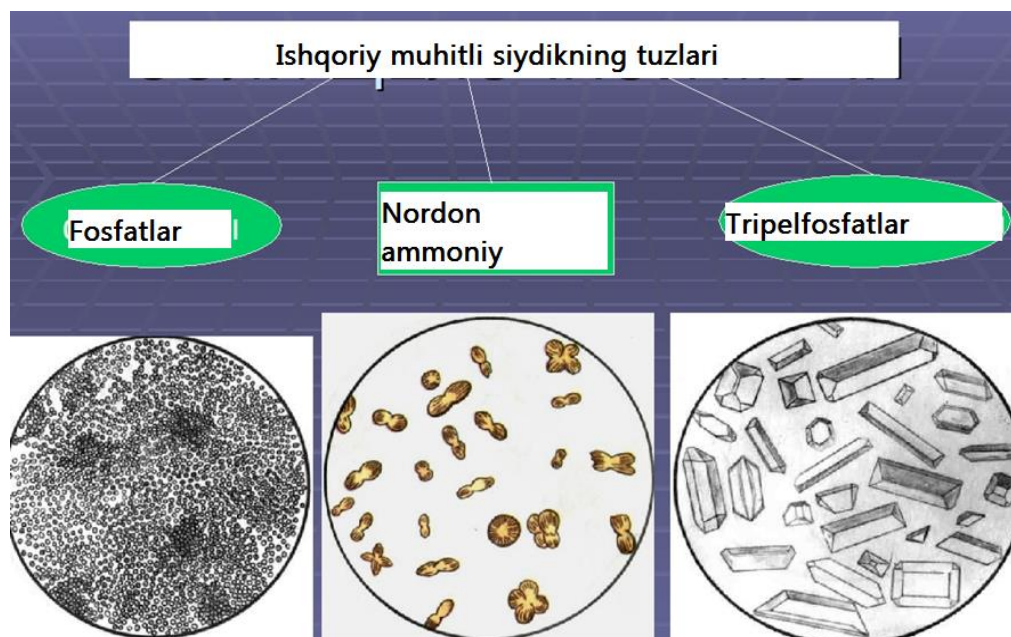 Ishqoriy muhitli siydikning tuzlari
Fosfatlar
Nordon
ammoniy
Tripelfosfatlar